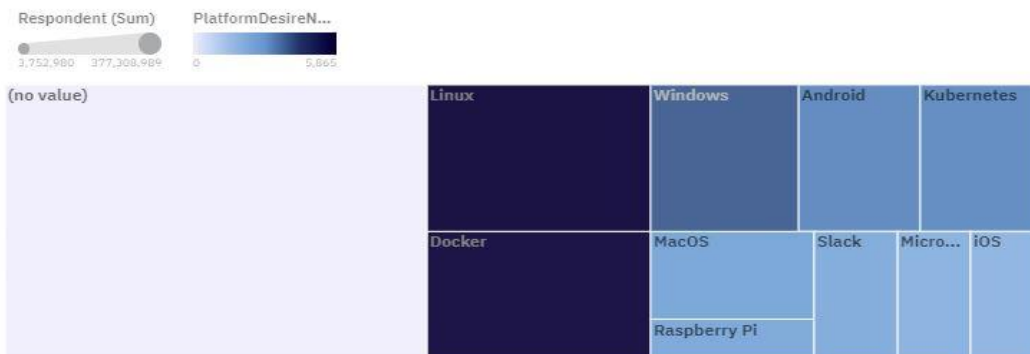 Respondent (Sum) PlatformDesireN...
3,752,980 377,308,989 0 5,865
(no value) Linux Windows Android Kubernetes
Docker MacOS Slack Micro... iOS
Raspberry Pi